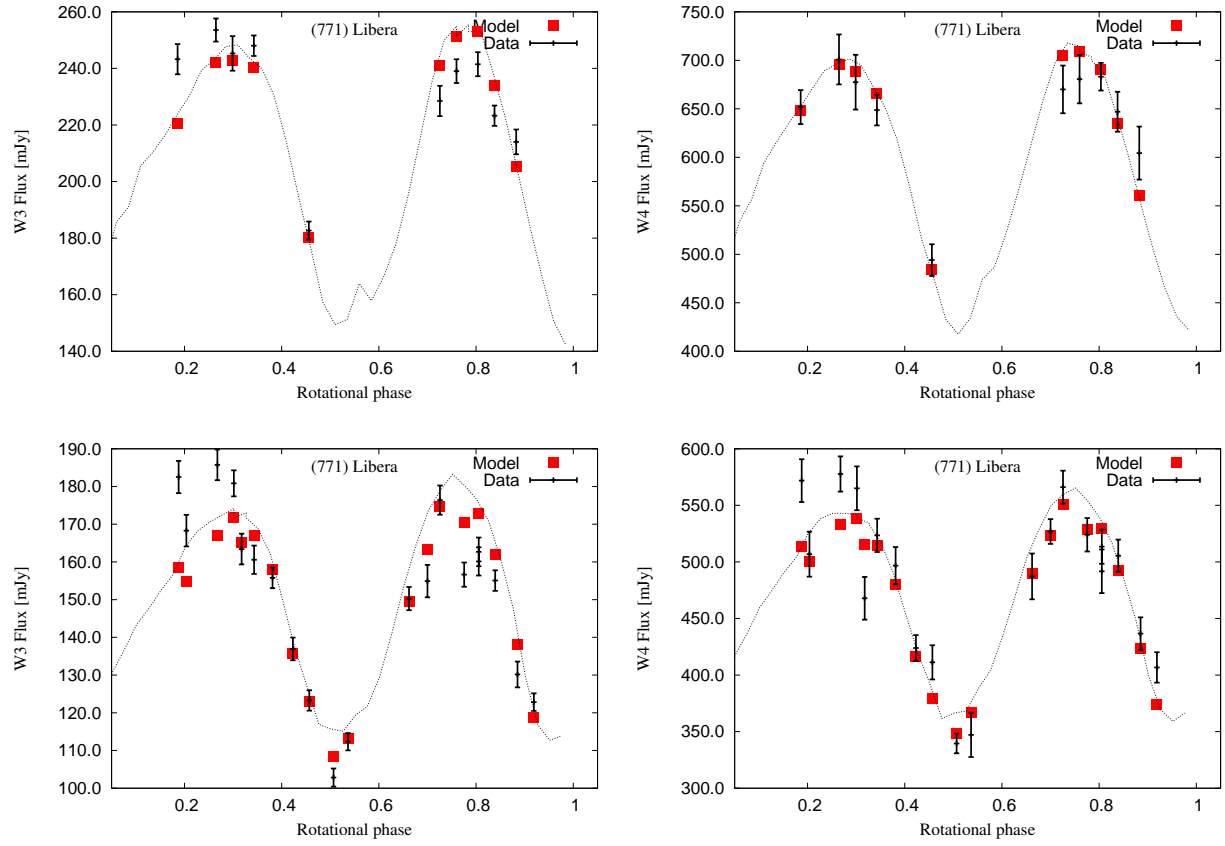 260.0
240.0
220.0
200.0
180.0
160.0
140.0
W3 Flux [mJy]
(771) Libera
Model
Data
0.2 0.4 0.6 0.8 1
Rotational phase
750.0
700.0
650.0
600.0
550.0
500.0
450.0
400.0
W4 Flux [mJy]
(771) Libera
Model
Data
0.2 0.4 0.6 0.8 1
Rotational phase
190.0
180.0
170.0
160.0
150.0
140.0
130.0
120.0
110.0
100.0
W3 Flux [mJy]
(771) Libera
Model
Data
0.2 0.4 0.6 0.8 1
Rotational phase
600.0
550.0
500.0
450.0
400.0
350.0
300.0
W4 Flux [mJy]
(771) Libera
Model
Data
0.2 0.4 0.6 0.8 1
Rotational phase